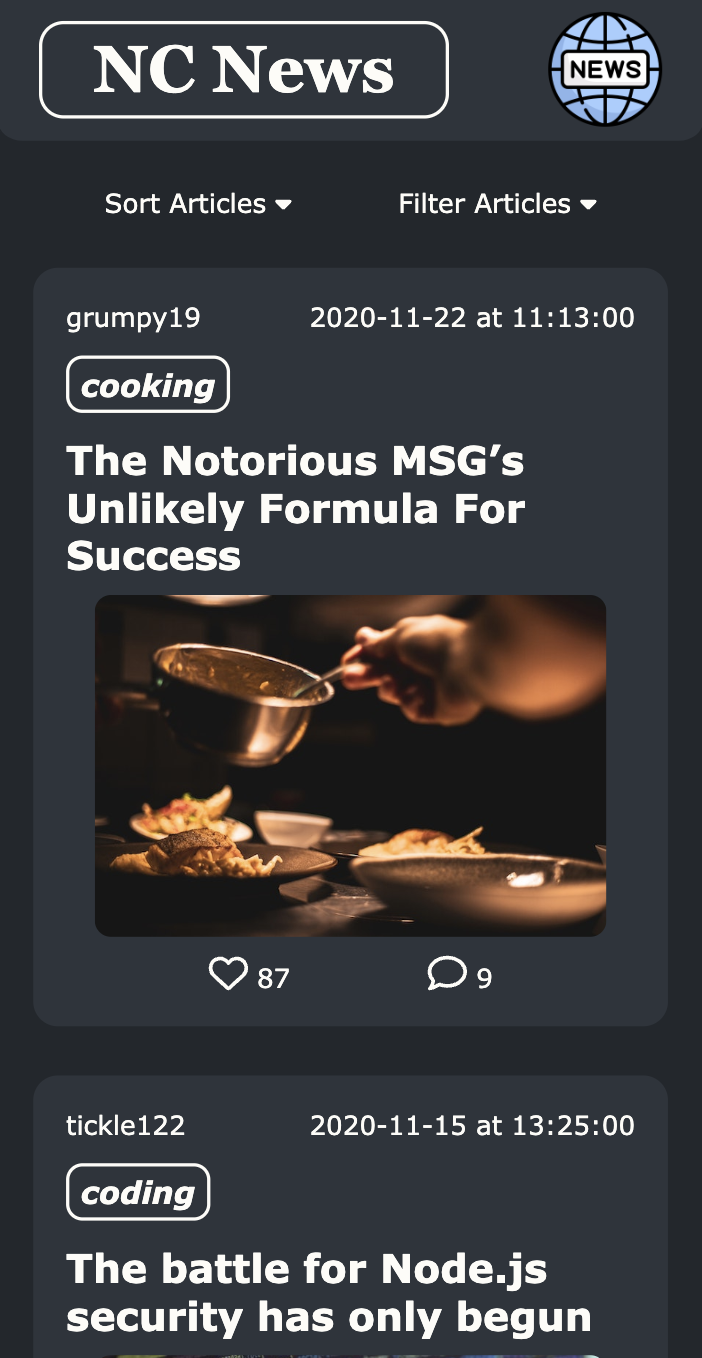 NC News
NEWS
Sort Articles
Filter Articles
grumpy19
2020-11-22 at 11:13:00
cooking
The Notorious MSG’s
Unlikely Formula For
Success
87
9
tickle122
2020-11-15 at 13:25:00
coding
The battle for Node.js
security has only begun